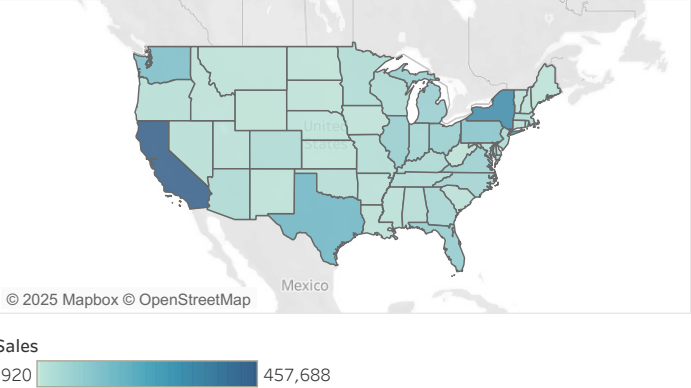 United
States
Mexico
© 2025 Mapbox © OpenStreetMap
Sales
920
457,688